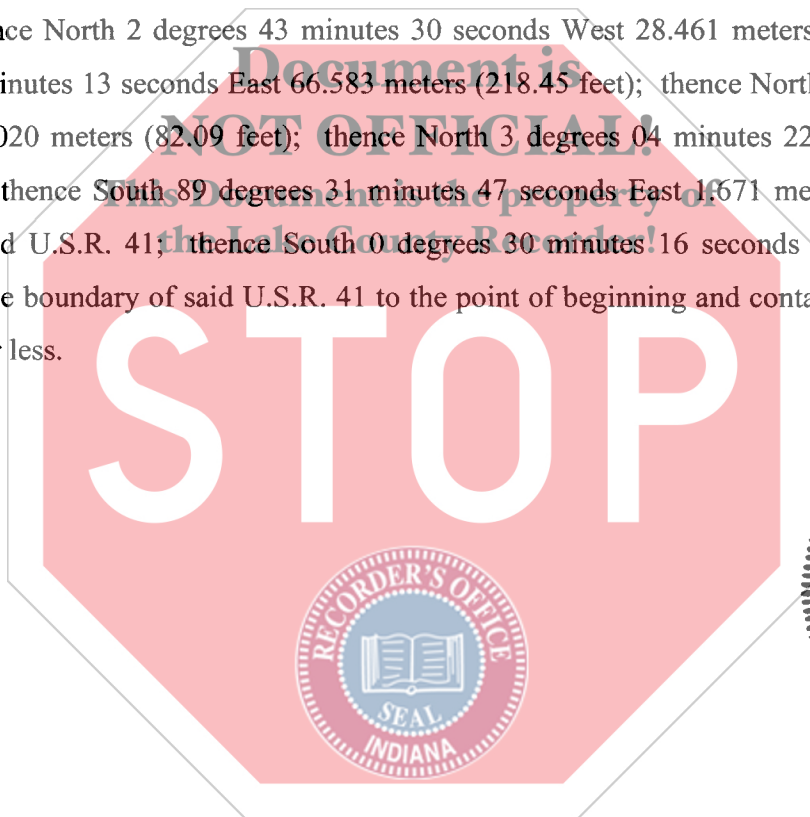 nce North 2 degrees 43 minutes 30 seconds West 28.461 meters
inutes 13 seconds East 66.583 meters (218.45 feet); thence North
020 meters (82.09 feet); thence North 3 degrees 04 minutes 22
thence South 89 degrees 31 minutes 47 seconds East 1.671 me
d U.S.R. 41; thence South 0 degrees 30 minutes 16 seconds
e boundary of said U.S.R. 41 to the point of beginning and conta
less.
Document is
NOT OFFICIAL!
This Document is the property of
the Lake County Recorder!
STOP
RECORDER'S OFFICE
SEAL
INDIANA